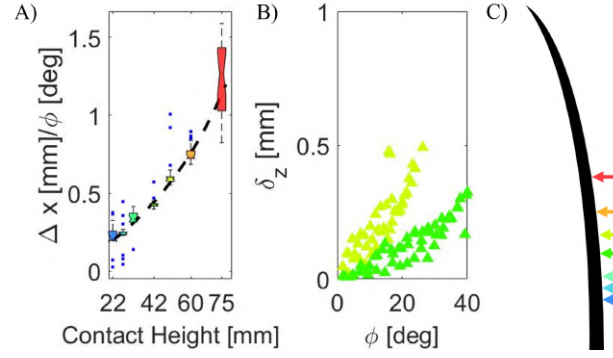 A)
Δ x [mm]/ϕ [deg]
1.5
1
0.5
0
22 42 60 75
Contact Height [mm]
B)
δz [mm]
1
0.5
0
0 20 40
ϕ [deg]
C)